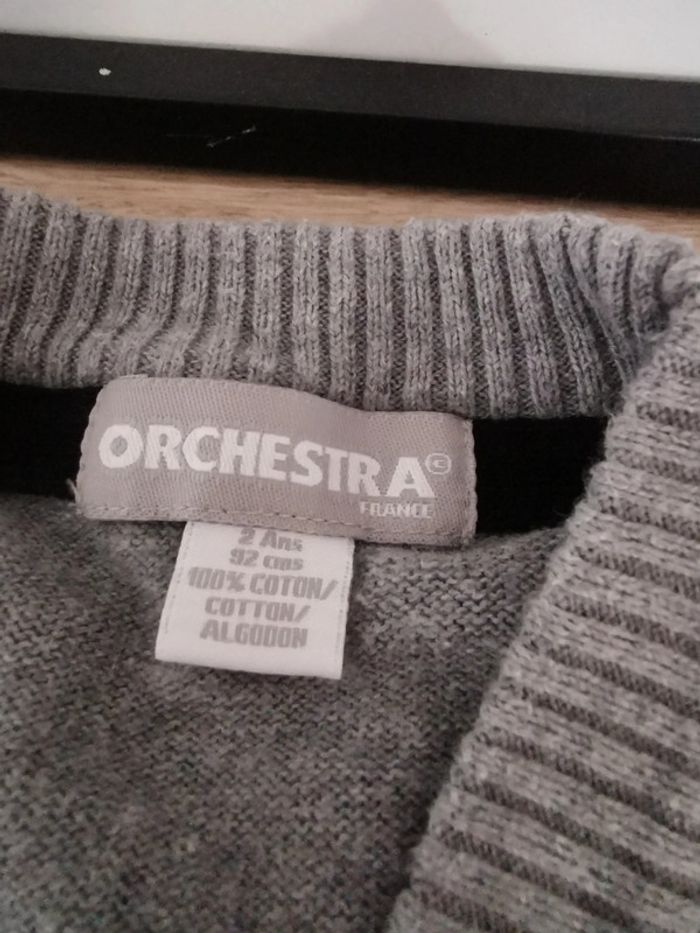 ORCHESTRA©
FRANCE
2 Ans
92 cms
100% COTON/
COTTON/
ALGODON